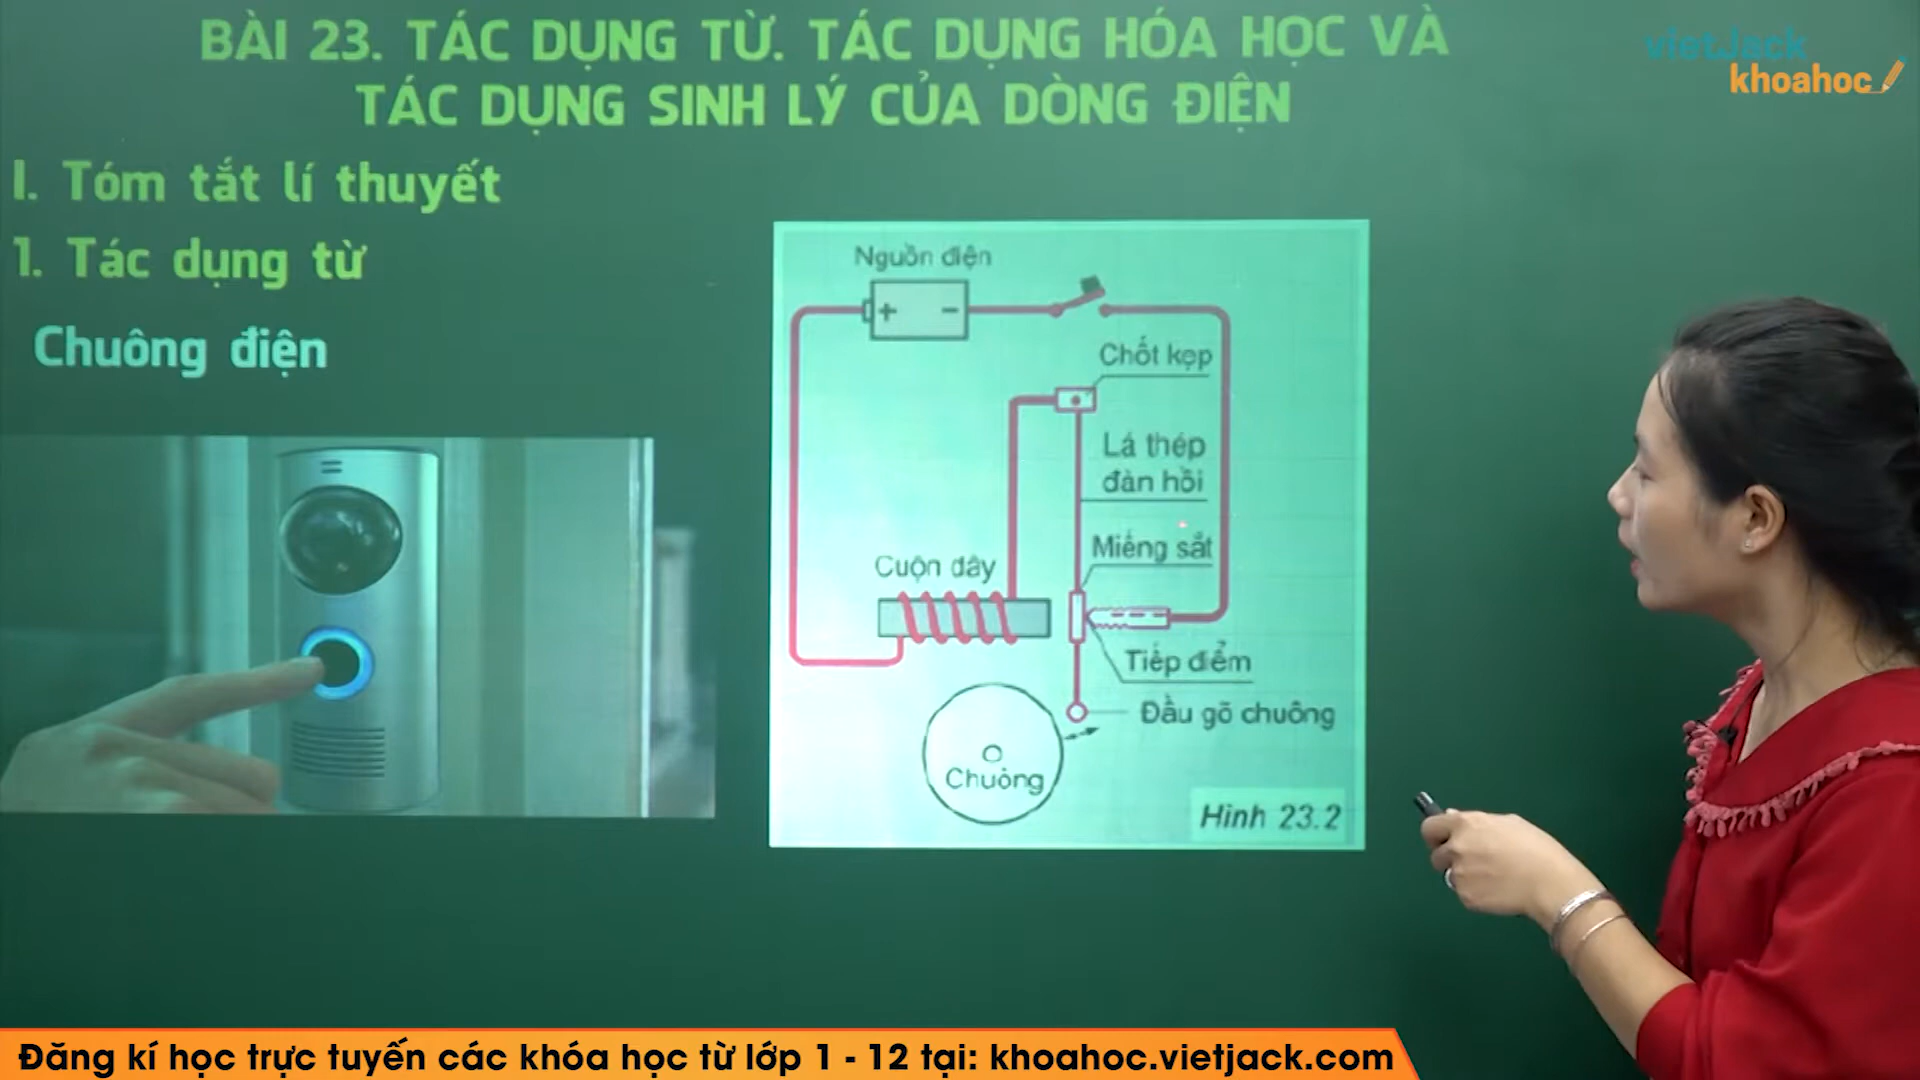 BÀI 23. TÁC DỤNG TỪ. TÁC DỤNG HÓA HỌC VÀ
TÁC DỤNG SINH LÝ CỦA DÒNG ĐIỆN
vietJack
khoahoc
I. Tóm tắt lí thuyết
1. Tác dụng từ
Chuông điện
Nguồn điện
+ −
Chốt kẹp
Lá thép
đàn hồi
Miếng sắt
Cuộn dây
Tiếp điểm
Đầu gõ chuông
Chuông
Hình 23.2
Đăng kí học trực tuyến các khóa học từ lớp 1 - 12 tại: khoahoc.vietjack.com